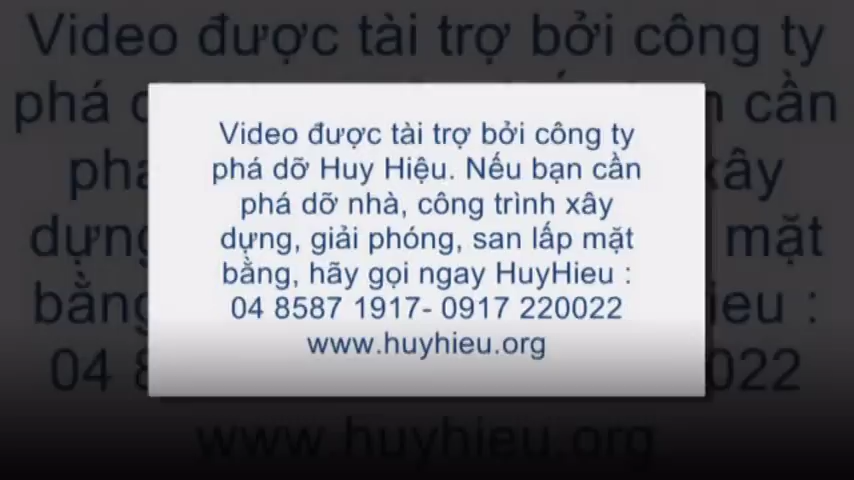 Video được tài trợ bởi công ty
phá dỡ Huy Hiệu. Nếu bạn cần
phá dỡ nhà, công trình xây
dựng, giải phóng, san lấp mặt
bằng, hãy gọi ngay HuyHieu :
04 8587 1917- 0917 220022
www.huyhieu.org